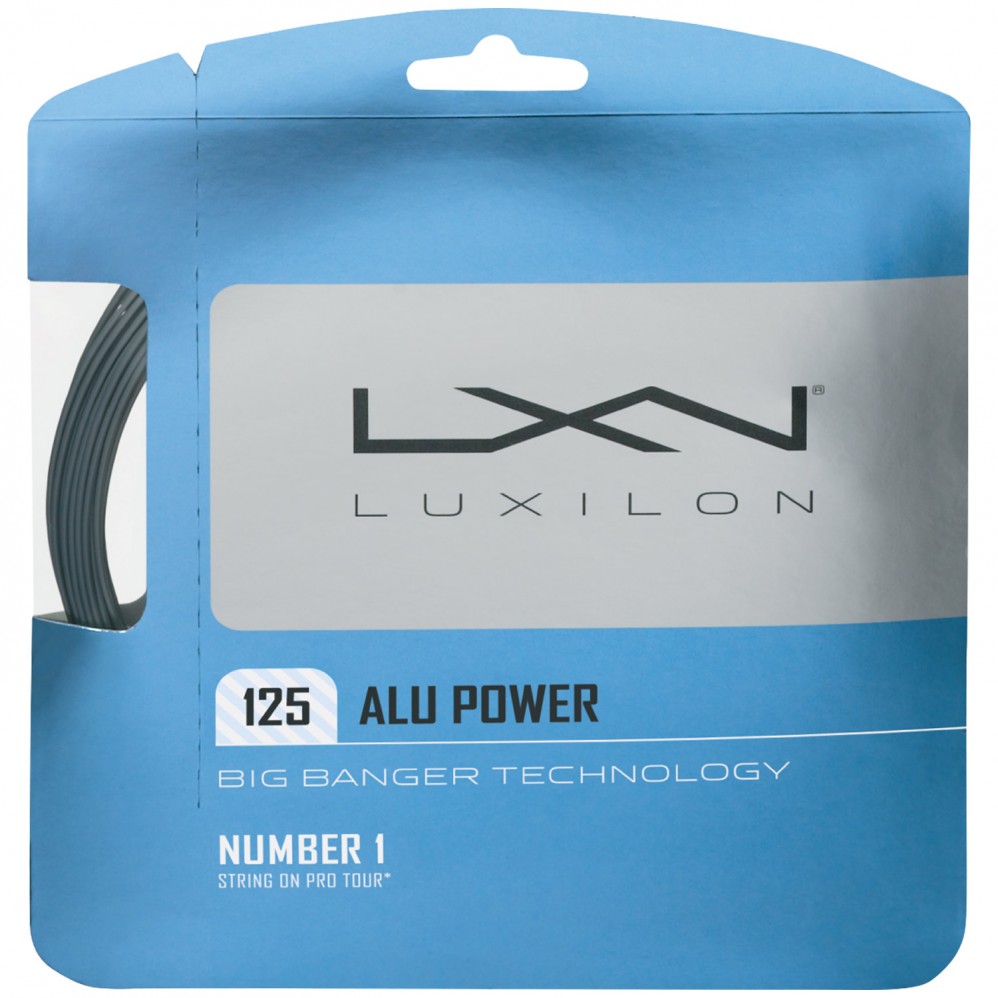 LXN®
LUXILON
125 ALU POWER
BIG BANGER TECHNOLOGY
NUMBER 1
STRING ON PRO TOUR*